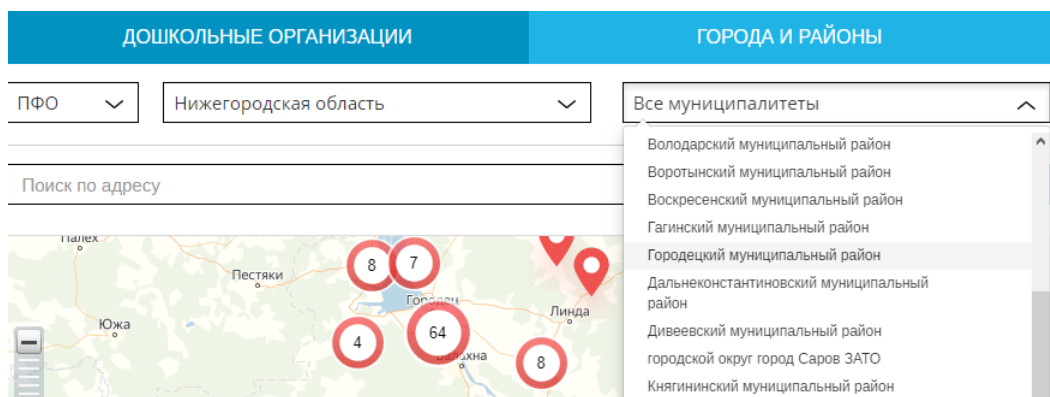 ДОШКОЛЬНЫЕ ОРГАНИЗАЦИИ
ГОРОДА И РАЙОНЫ
ПФО
Нижегородская область
Все муниципалитеты
Поиск по адресу
Володарский муниципальный район
Воротынский муниципальный район
Воскресенский муниципальный район
Гагинский муниципальный район
Городецкий муниципальный район
Дальнеконстантиновский муниципальный
район
Дивеевский муниципальный район
городской округ город Саров ЗАТО
Княгининский муниципальный район
Палех
Пестяки
8
7
Городец
Линда
Южа
4
64
Балахна
8